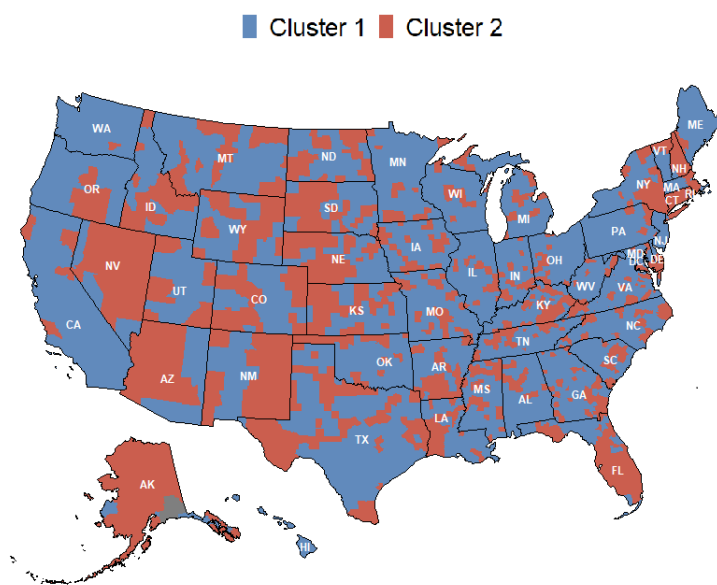 Cluster 1 Cluster 2
WA
ME
MT
ND
MN
VT
NH
OR
ID
SD
WI
NY
MA
CT
RI
WY
MI
PA
NE
IA
NJ
NV
UT
CO
IL
IN
OH
MD
DC
DE
WV
VA
KS
MO
KY
CA
NC
TN
OK
AZ
NM
AR
SC
MS
AL
GA
LA
TX
FL
AK
HI